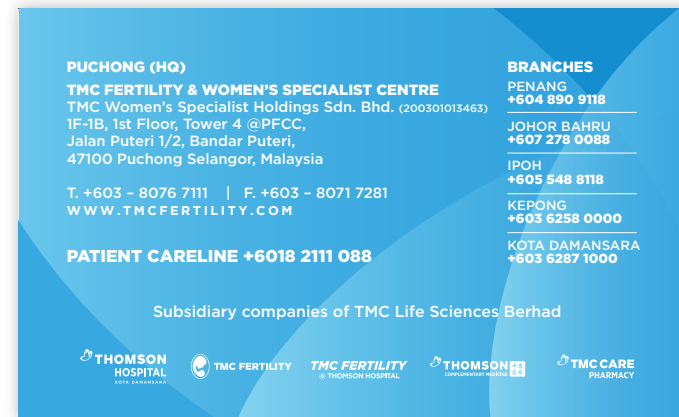 PUCHONG (HQ)
TMC FERTILITY & WOMEN'S SPECIALIST CENTRE
TMC Women's Specialist Holdings Sdn. Bhd. (200301013463)
1F-1B, 1st Floor, Tower 4 @PFCC,
Jalan Puteri 1/2, Bandar Puteri,
47100 Puchong Selangor, Malaysia
T. +603 – 8076 7111 | F. +603 – 8071 7281
WWW.TMCFERTILITY.COM
PATIENT CARELINE +6018 2111 088
BRANCHES
PENANG
+604 890 9118
JOHOR BAHRU
+607 278 0088
IPOH
+605 548 8118
KEPONG
+603 6258 0000
KOTA DAMANSARA
+603 6287 1000
Subsidiary companies of TMC Life Sciences Berhad
THOMSON
HOSPITAL
KOTA DAMANSARA
TMC FERTILITY
TMC FERTILITY
@ THOMSON HOSPITAL
THOMSON
COMPLEMENTARY MEDICINE
TMC CARE
PHARMACY